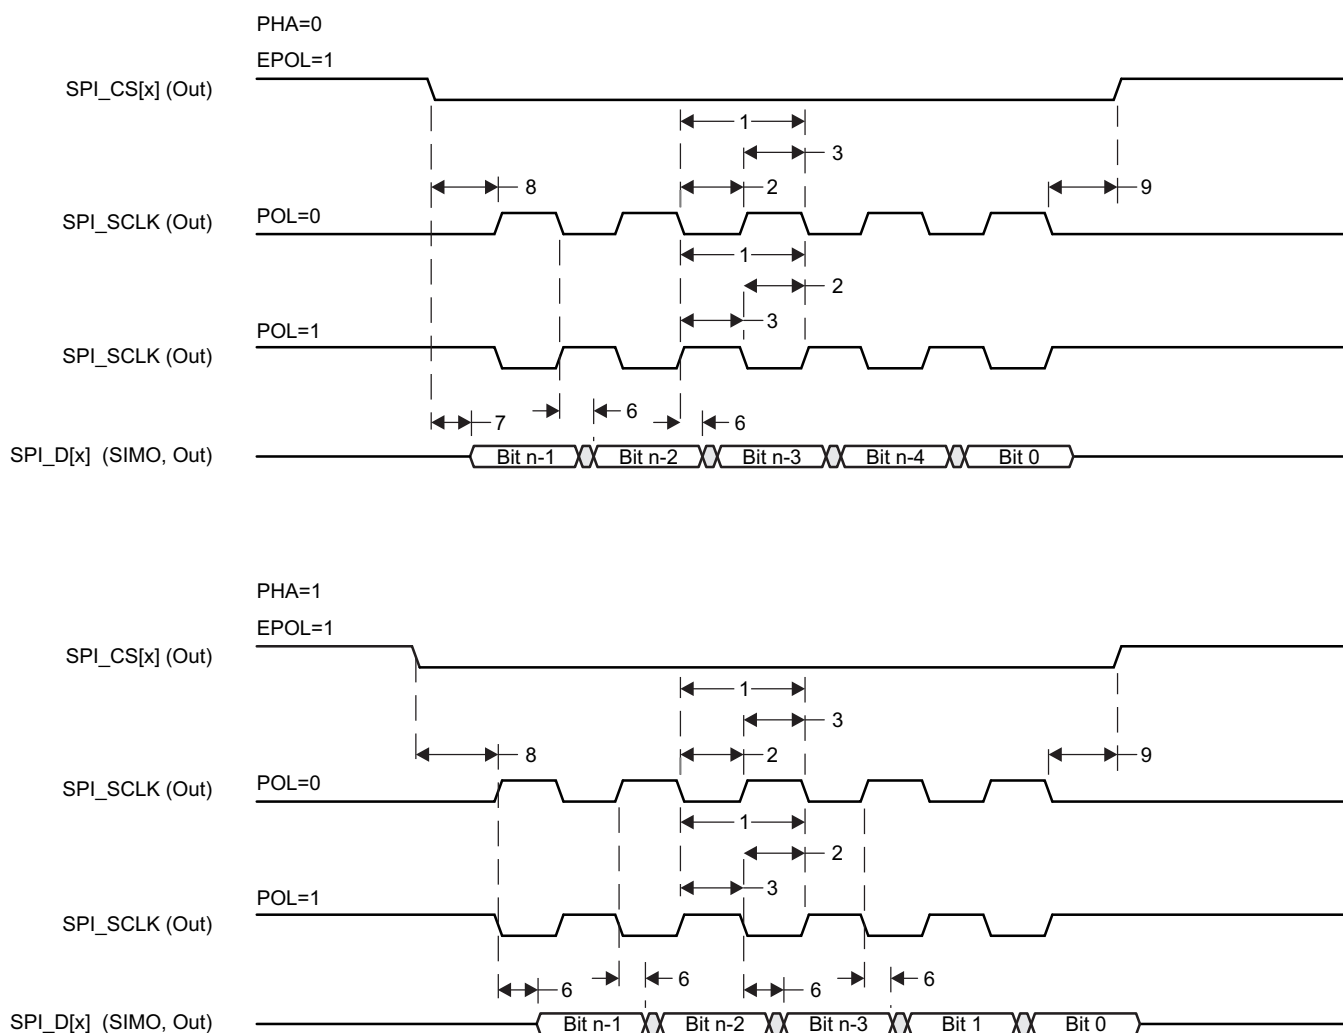 PHA=0
EPOL=1
SPI_CS[x] (Out)
1
3
8
2
9
SPI_SCLK (Out)
POL=0
1
2
3
POL=1
SPI_SCLK (Out)
7
6
6
SPI_D[x] (SIMO, Out)
Bit n-1
Bit n-2
Bit n-3
Bit n-4
Bit 0
PHA=1
EPOL=1
SPI_CS[x] (Out)
1
3
8
2
9
SPI_SCLK (Out)
POL=0
1
2
3
POL=1
SPI_SCLK (Out)
6
6
6
6
SPI_D[x] (SIMO, Out)
Bit n-1
Bit n-2
Bit n-3
Bit 1
Bit 0